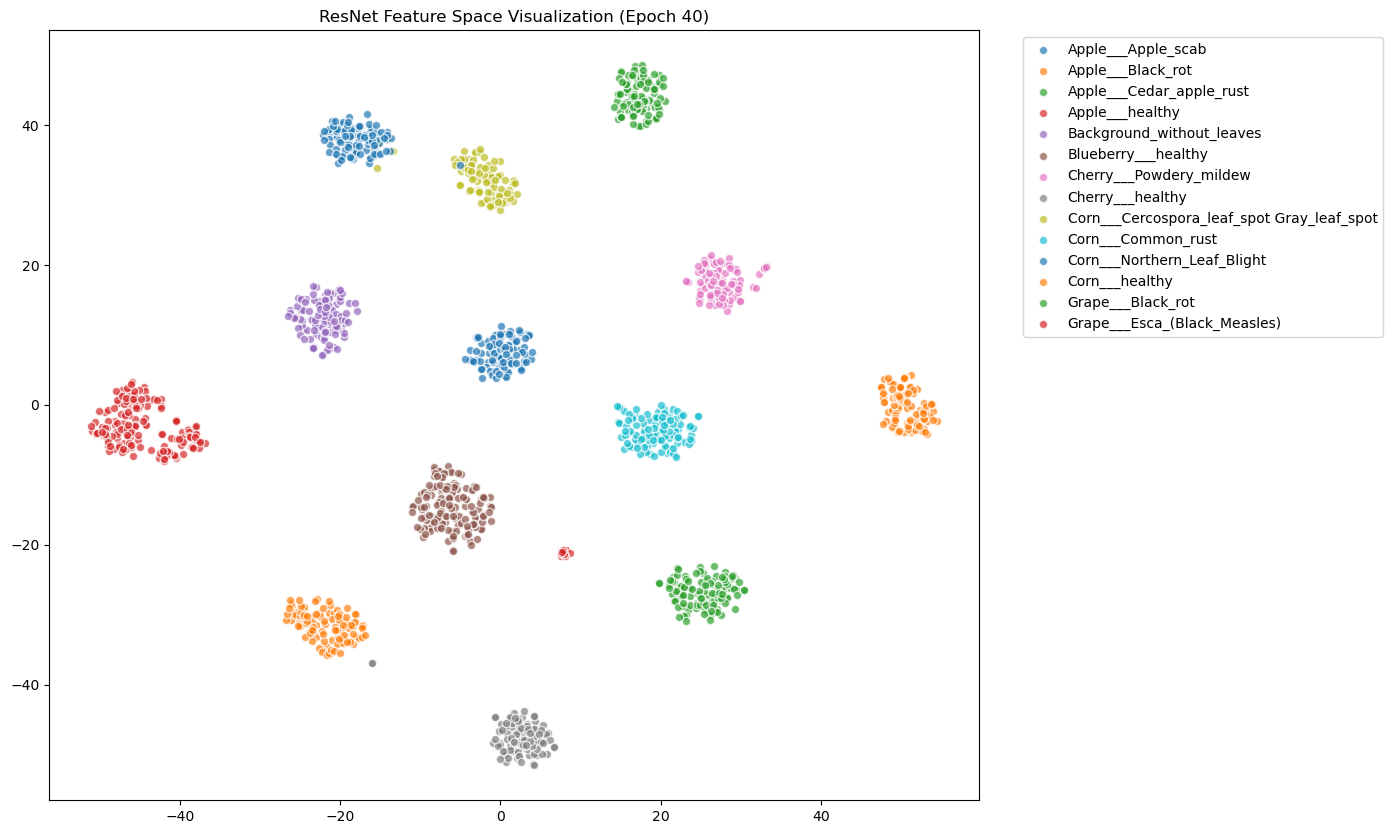 ResNet Feature Space Visualization (Epoch 40)
Apple___Apple_scab
Apple___Black_rot
Apple___Cedar_apple_rust
Apple___healthy
Background_without_leaves
Blueberry___healthy
Cherry___Powdery_mildew
Cherry___healthy
Corn___Cercospora_leaf_spot Gray_leaf_spot
Corn___Common_rust
Corn___Northern_Leaf_Blight
Corn___healthy
Grape___Black_rot
Grape___Esca_(Black_Measles)
40
20
0
−20
−40
−40 −20 0 20 40